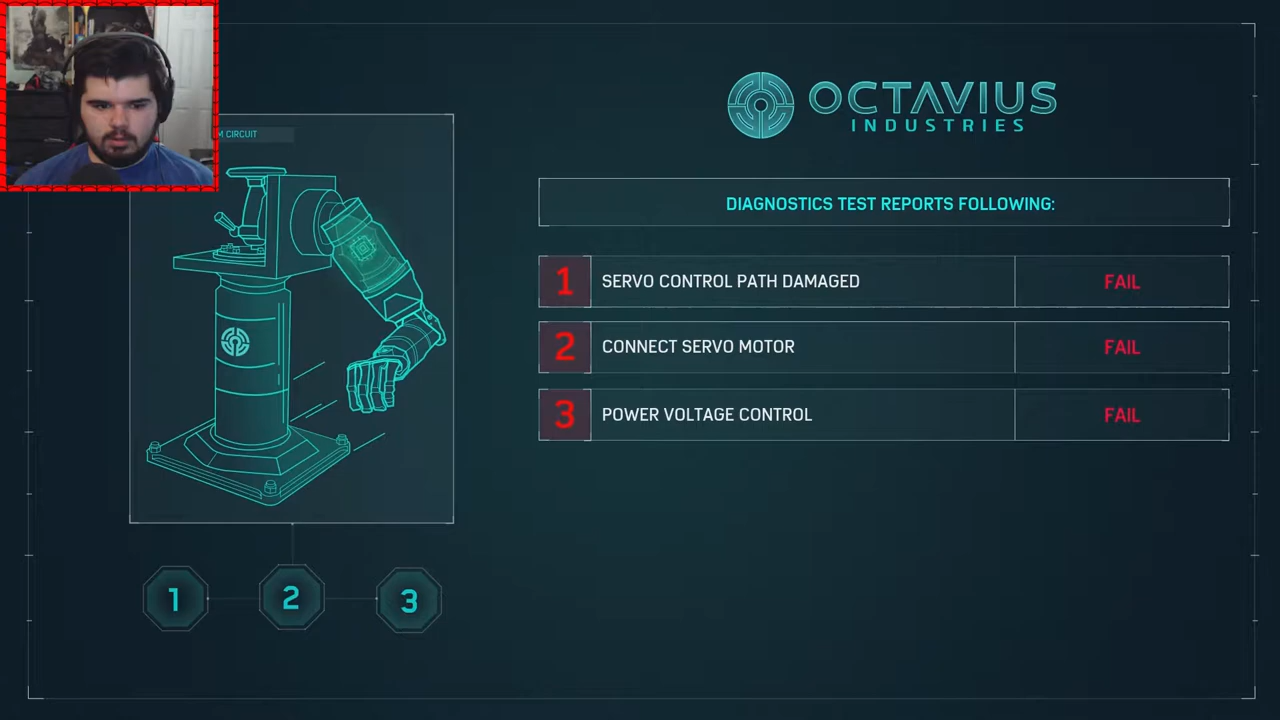 M CIRCUIT
OCTAVIUS
INDUSTRIES
DIAGNOSTICS TEST REPORTS FOLLOWING:
1 SERVO CONTROL PATH DAMAGED FAIL
2 CONNECT SERVO MOTOR FAIL
3 POWER VOLTAGE CONTROL FAIL
1 2 3